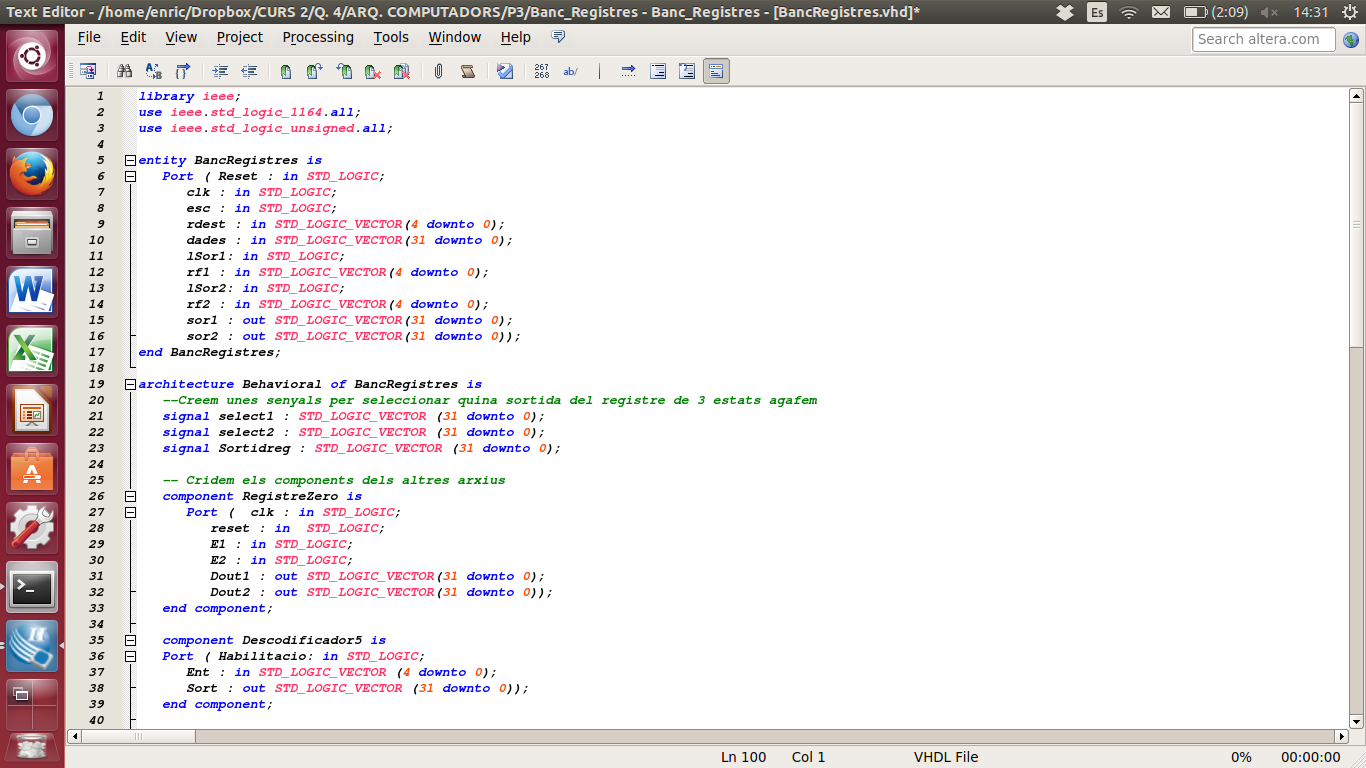 Text Editor - /home/enric/Dropbox/CURS 2/Q. 4/ARQ. COMPUTADORS/P3/Banc_Registres - Banc_Registres - [BancRegistres.vhd]* Es (2:09) 14:31
File Edit View Project Processing Tools Window Help Search altera.com
267 268 ab/
1 library ieee;
2 use ieee.std_logic_1164.all;
3 use ieee.std_logic_unsigned.all;
4
5 entity BancRegistres is
6 Port ( Reset : in STD_LOGIC;
7 clk : in STD_LOGIC;
8 esc : in STD_LOGIC;
9 rdest : in STD_LOGIC_VECTOR(4 downto 0);
10 dades : in STD_LOGIC_VECTOR(31 downto 0);
11 lSor1: in STD_LOGIC;
12 rf1 : in STD_LOGIC_VECTOR(4 downto 0);
13 lSor2: in STD_LOGIC;
14 rf2 : in STD_LOGIC_VECTOR(4 downto 0);
15 sor1 : out STD_LOGIC_VECTOR(31 downto 0);
16 sor2 : out STD_LOGIC_VECTOR(31 downto 0));
17 end BancRegistres;
18
19 architecture Behavioral of BancRegistres is
20 --Creem unes senyals per seleccionar quina sortida del registre de 3 estats agafem
21 signal select1 : STD_LOGIC_VECTOR (31 downto 0);
22 signal select2 : STD_LOGIC_VECTOR (31 downto 0);
23 signal Sortidreg : STD_LOGIC_VECTOR (31 downto 0);
24
25 -- Cridem els components dels altres arxius
26 component RegistreZero is
27 Port ( clk : in STD_LOGIC;
28 reset : in STD_LOGIC;
29 E1 : in STD_LOGIC;
30 E2 : in STD_LOGIC;
31 Dout1 : out STD_LOGIC_VECTOR(31 downto 0);
32 Dout2 : out STD_LOGIC_VECTOR(31 downto 0));
33 end component;
34
35 component Descodificador5 is
36 Port ( Habilitacio: in STD_LOGIC;
37 Ent : in STD_LOGIC_VECTOR (4 downto 0);
38 Sort : out STD_LOGIC_VECTOR (31 downto 0));
39 end component;
40
Ln 100 Col 1 VHDL File 0% 00:00:00